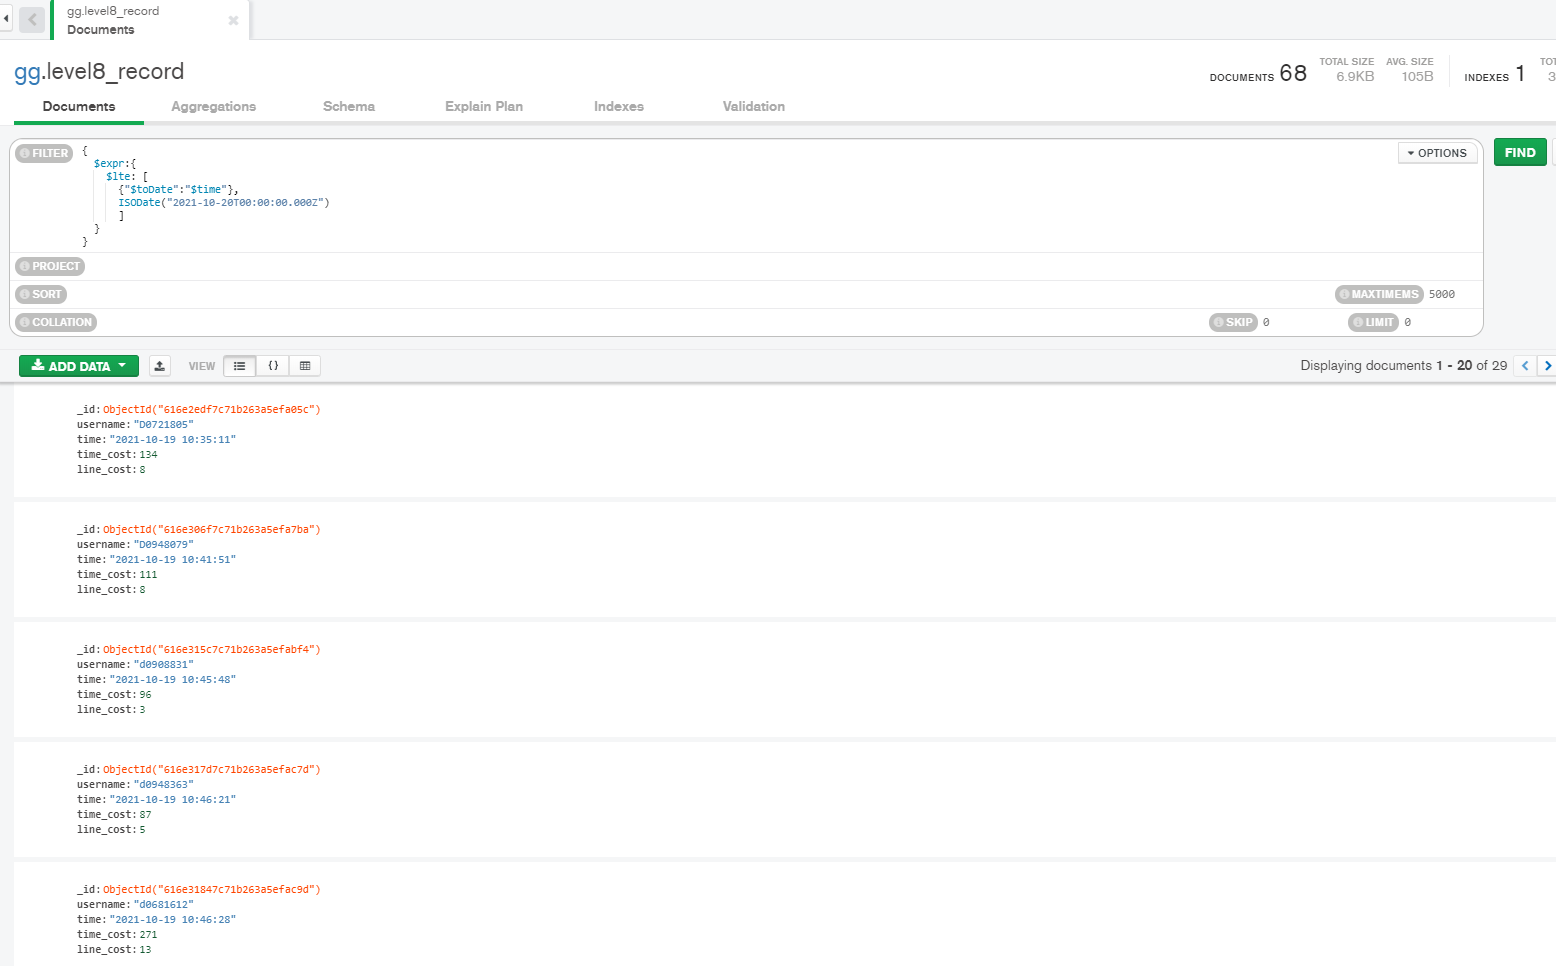 gg.level8_record
Documents
gg.level8_record
DOCUMENTS 68 TOTAL SIZE 6.9KB AVG. SIZE 105B INDEXES 1
Documents Aggregations Schema Explain Plan Indexes Validation
FILTER {
$expr:{
$lte: [
{"$toDate":"$time"},
ISODate("2021-10-20T00:00:00.000Z")
]
}
}
OPTIONS
FIND
PROJECT
SORT
MAXTIMEMS 5000
COLLATION
SKIP 0 LIMIT 0
ADD DATA VIEW {} Displaying documents 1 - 20 of 29
_id: ObjectId("616e2edf7c71b263a5efa05c")
username: "D0721805"
time: "2021-10-19 10:35:11"
time_cost: 134
line_cost: 8
_id: ObjectId("616e306f7c71b263a5efa7ba")
username: "D0948079"
time: "2021-10-19 10:41:51"
time_cost: 111
line_cost: 8
_id: ObjectId("616e315c7c71b263a5efabf4")
username: "d0908831"
time: "2021-10-19 10:45:48"
time_cost: 96
line_cost: 3
_id: ObjectId("616e317d7c71b263a5efac7d")
username: "d0948363"
time: "2021-10-19 10:46:21"
time_cost: 87
line_cost: 5
_id: ObjectId("616e31847c71b263a5efac9d")
username: "d0681612"
time: "2021-10-19 10:46:28"
time_cost: 271
line_cost: 13